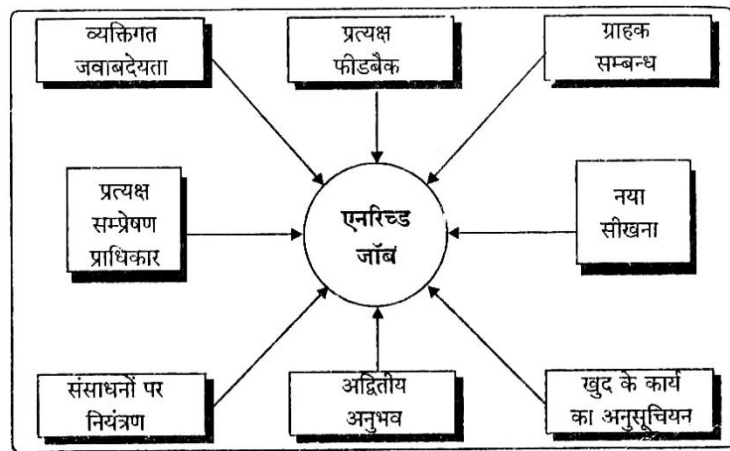 व्यक्तिगत
जवाबदेयता
प्रत्यक्ष
फीडबैक
ग्राहक
सम्बन्ध
प्रत्यक्ष
सम्प्रेषण
प्राधिकार
एनरिच्ड
जॉब
नया
सीखना
संसाधनों पर
नियंत्रण
अद्वितीय
अनुभव
खुद के कार्य
का अनुसूचियन